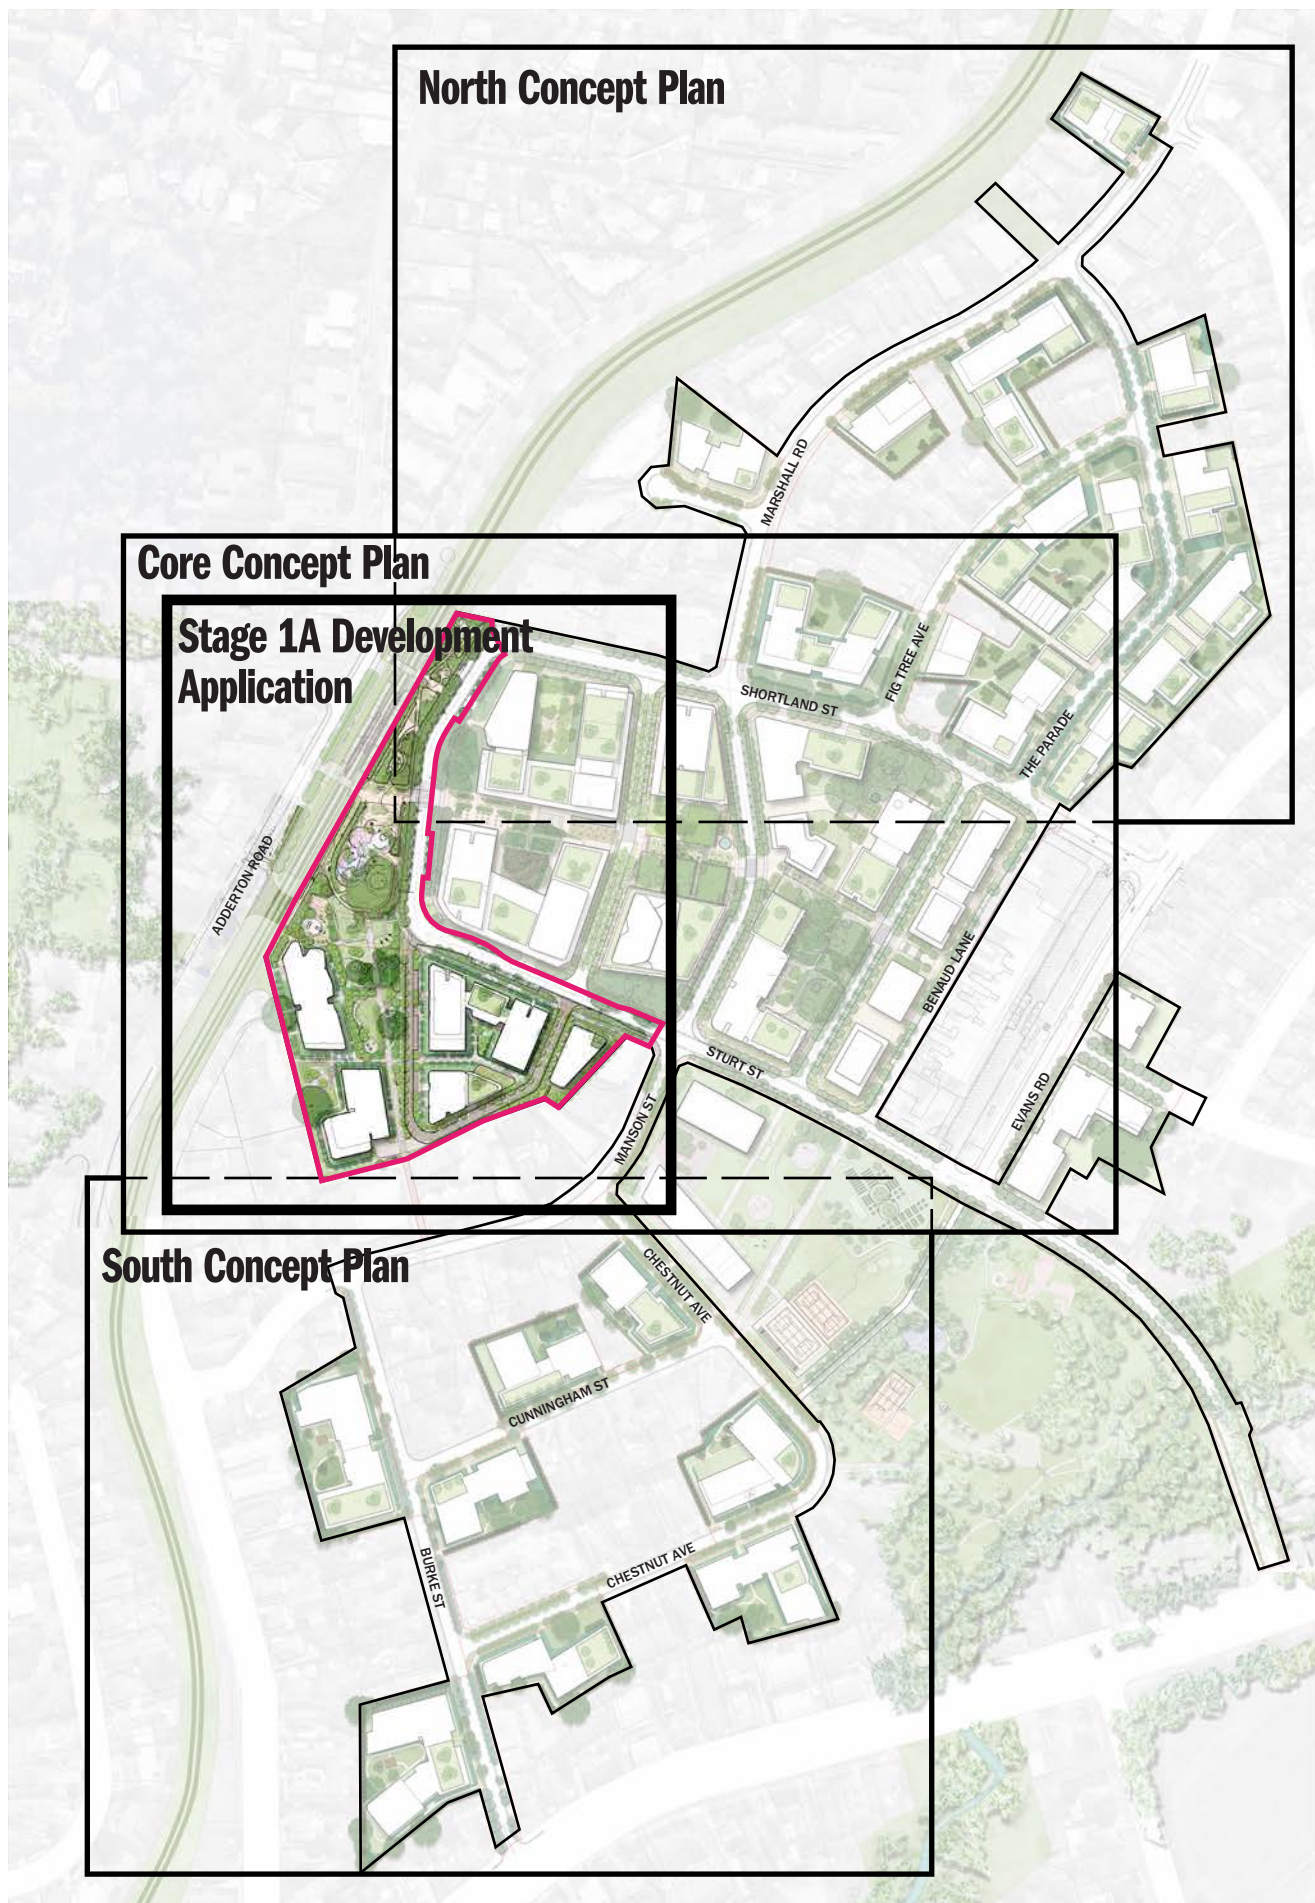 North Concept Plan
MARSHALL RD
Core Concept Plan
Stage 1A Development
Application
FIG TREE AVE
SHORTLAND ST
THE PARADE
ADDERTON ROAD
BENAUD LANE
STURT ST
EVANS RD
MANSON ST
South Concept Plan
CHESTNUT AVE
CUNNINGHAM ST
CHESTNUT AVE
BURKE ST